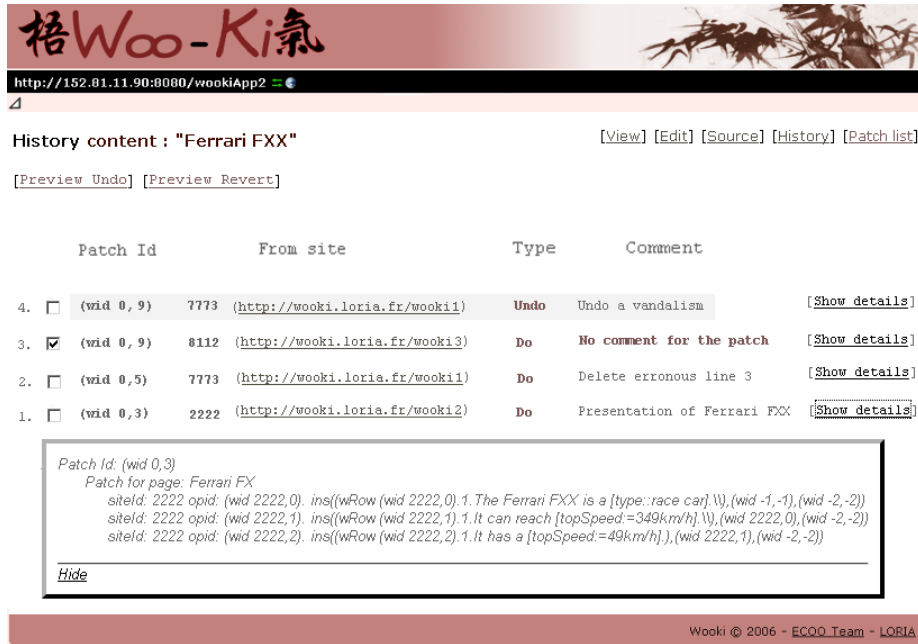 梧Woo-Ki氣
http://152.81.11.90:8080/wookiApp2
History content : "Ferrari FXX" [View] [Edit] [Source] [History] [Patch list]
[Preview Undo] [Preview Revert]
Patch Id From site Type Comment
4. (wid 0,9) 7773 (http://wooki.loria.fr/wooki1) Undo Undo a vandalism [Show details]
3. (wid 0,9) 8112 (http://wooki.loria.fr/wooki3) Do No comment for the patch [Show details]
2. (wid 0,5) 7773 (http://wooki.loria.fr/wooki1) Do Delete erronous line 3 [Show details]
1. (wid 0,3) 2222 (http://wooki.loria.fr/wooki2) Do Presentation of Ferrari FXX [Show details]
Patch Id: (wid 0,3)
Patch for page: Ferrari FX
siteId: 2222 opid: (wid 2222,0). ins((wRow (wid 2222,0).1.The Ferrari FXX is a [type::race car].\\),(wid -1,-1),(wid -2,-2))
siteId: 2222 opid: (wid 2222,1). ins((wRow (wid 2222,1).1.It can reach [topSpeed:=349km/h].\\),(wid 2222,0),(wid -2,-2))
siteId: 2222 opid: (wid 2222,2). ins((wRow (wid 2222,2).1.It has a [topSpeed:=49km/h].),(wid 2222,1),(wid -2,-2))
Hide
Wooki © 2006 - ECOO Team - LORIA